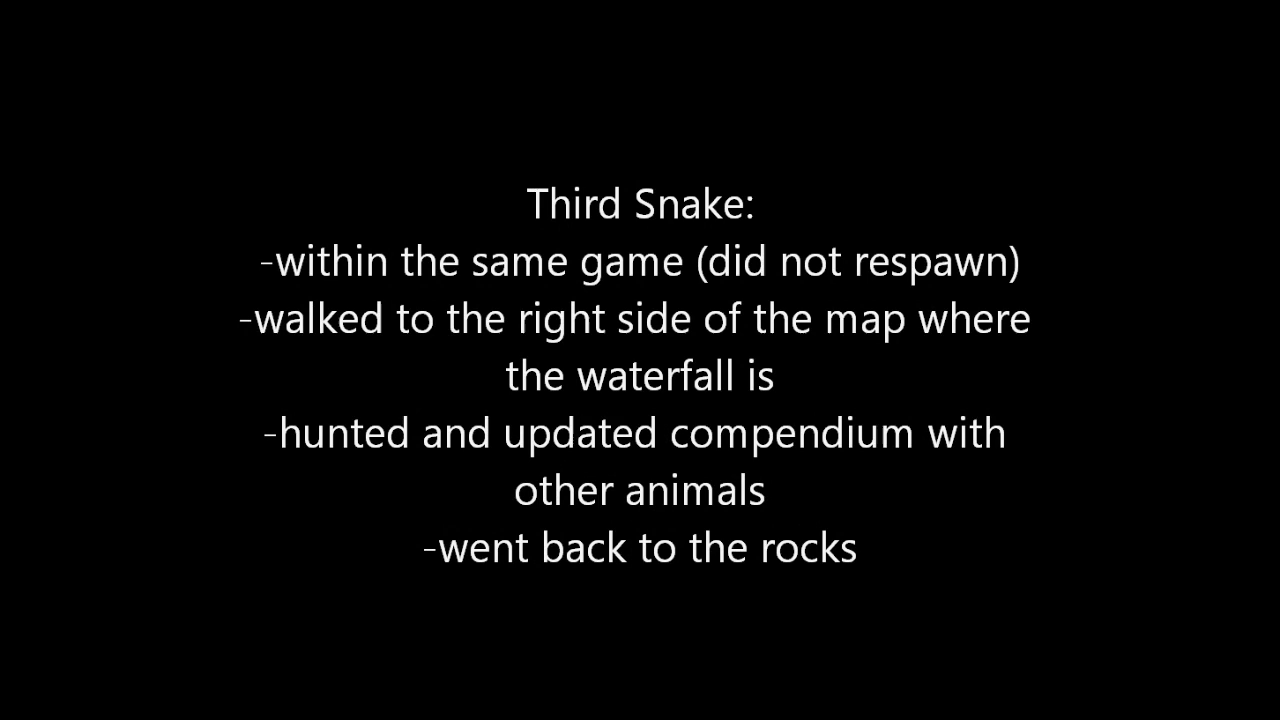 Third Snake:
-within the same game (did not respawn)
-walked to the right side of the map where
the waterfall is
-hunted and updated compendium with
other animals
-went back to the rocks